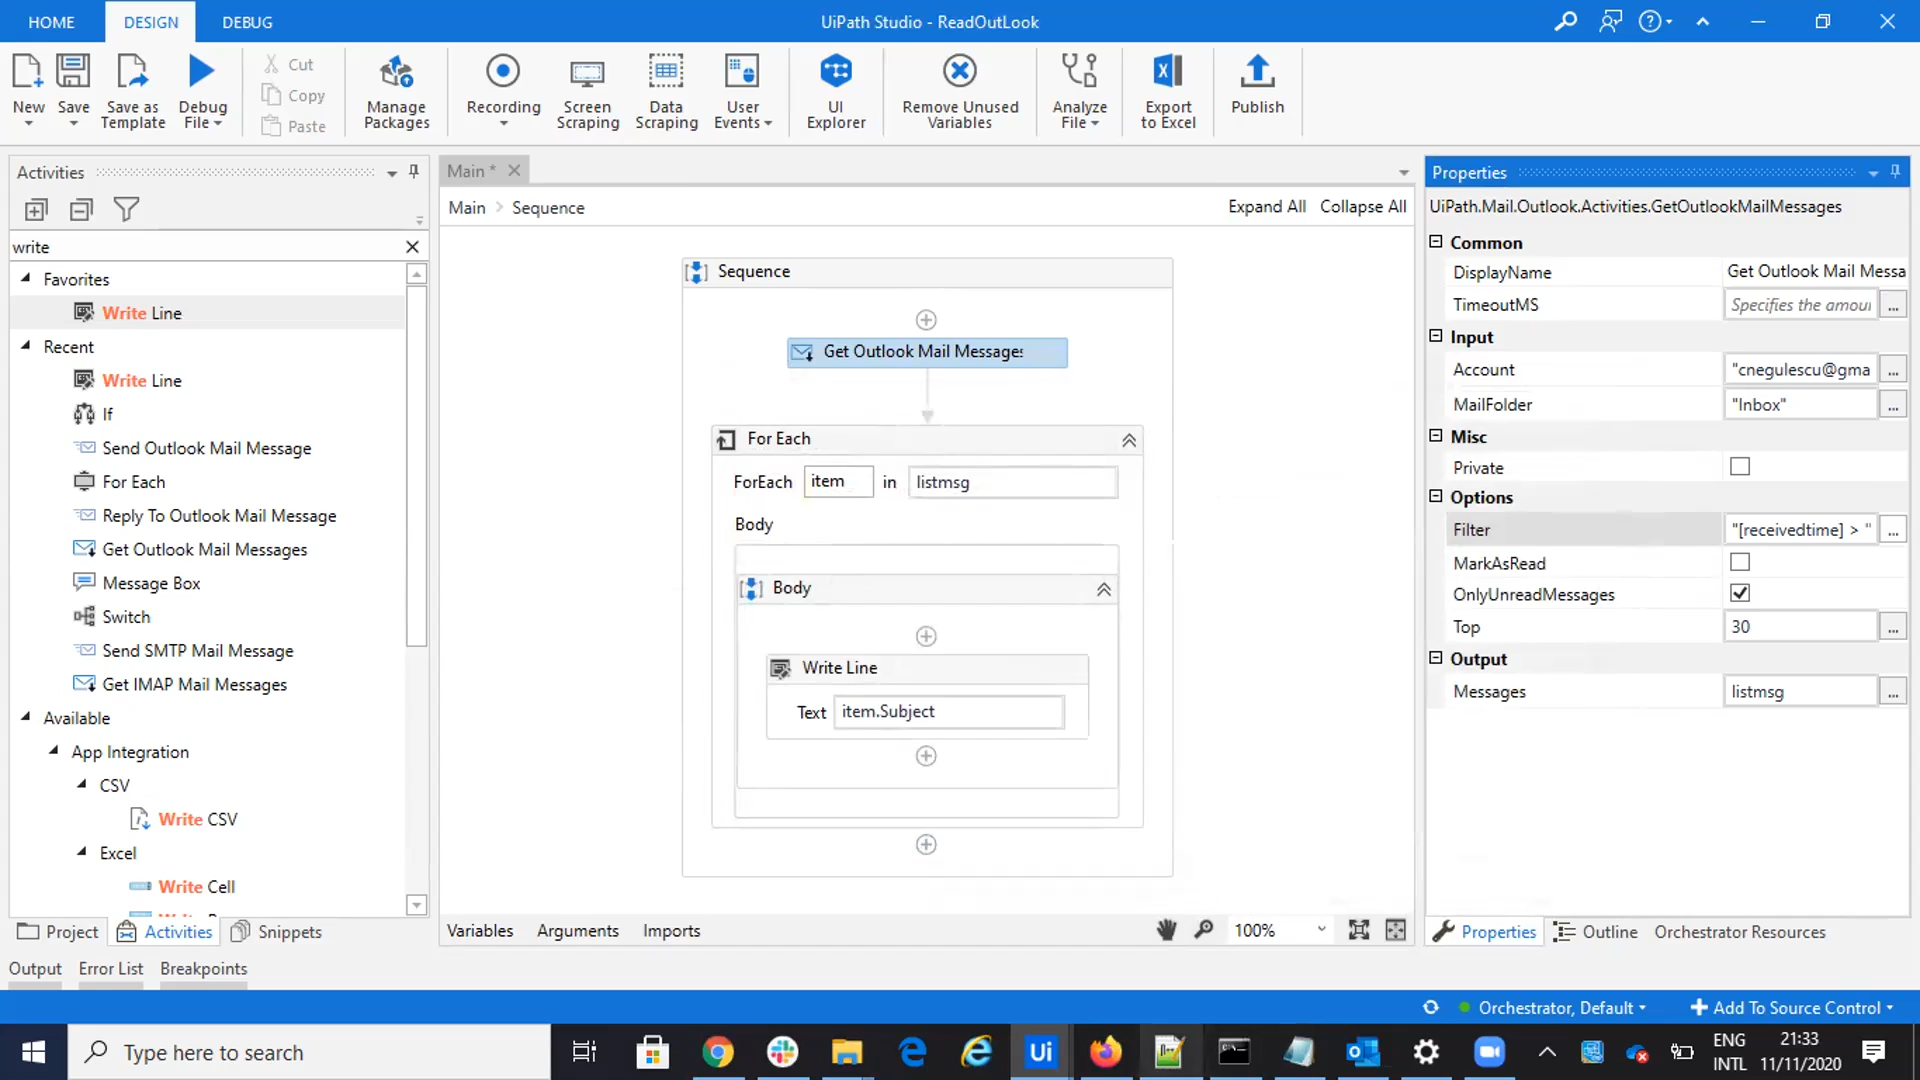 HOME DESIGN DEBUG UiPath Studio - ReadOutLook
New Save Save as Template Debug File Cut Copy Paste Manage Packages Recording Screen Scraping Data Scraping User Events UI Explorer Remove Unused Variables Analyze File Export to Excel Publish
Activities
write
Favorites
Write Line
Recent
Write Line
If
Send Outlook Mail Message
For Each
Reply To Outlook Mail Message
Get Outlook Mail Messages
Message Box
Switch
Send SMTP Mail Message
Get IMAP Mail Messages
Available
App Integration
CSV
Write CSV
Excel
Write Cell
Project Activities Snippets
Main *
Main > Sequence Expand All Collapse All
Sequence
Get Outlook Mail Messages
For Each
ForEach item in listmsg
Body
Body
Write Line
Text item.Subject
Variables Arguments Imports 100%
Properties
UiPath.Mail.Outlook.Activities.GetOutlookMailMessages
Common
DisplayName Get Outlook Mail Messa
TimeoutMS Specifies the amou ...
Input
Account "cnegulescu@gma ...
MailFolder "Inbox" ...
Misc
Private
Options
Filter "[receivedtime] > " ...
MarkAsRead
OnlyUnreadMessages
Top 30 ...
Output
Messages listmsg ...
Properties Outline Orchestrator Resources
Output Error List Breakpoints
Orchestrator, Default Add To Source Control
Type here to search
Ui
ENG
INTL
21:33
11/11/2020